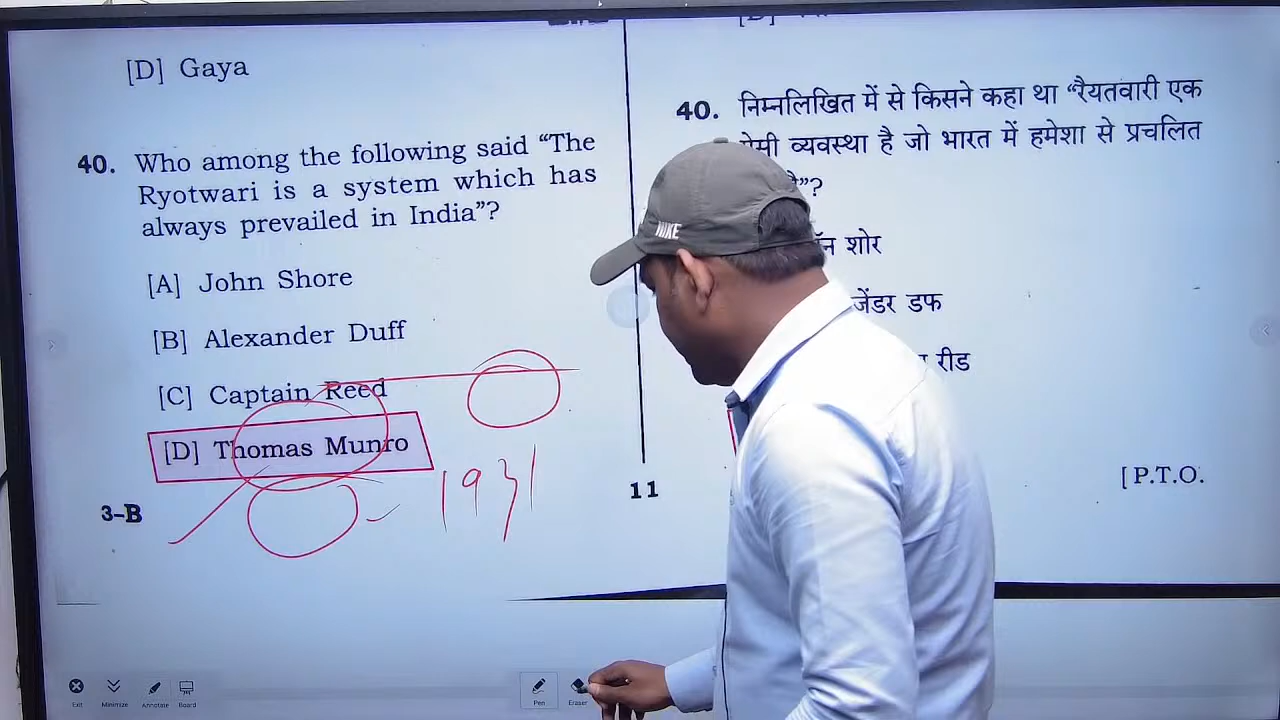 [D] Gaya
40. Who among the following said “The
Ryotwari is a system which has
always prevailed in India”?
[A] John Shore
[B] Alexander Duff
[C] Captain Reed
[D] Thomas Munro
3-B
1931
11
40. निम्नलिखित में से किसने कहा था “रैयतवारी एक
व्यवस्था है जो भारत में हमेशा से प्रचलित
”?
शोर
डफ
रीड
[P.T.O.
NIKE
Exit
Minimize
Annotate
Board
Pen
Eraser